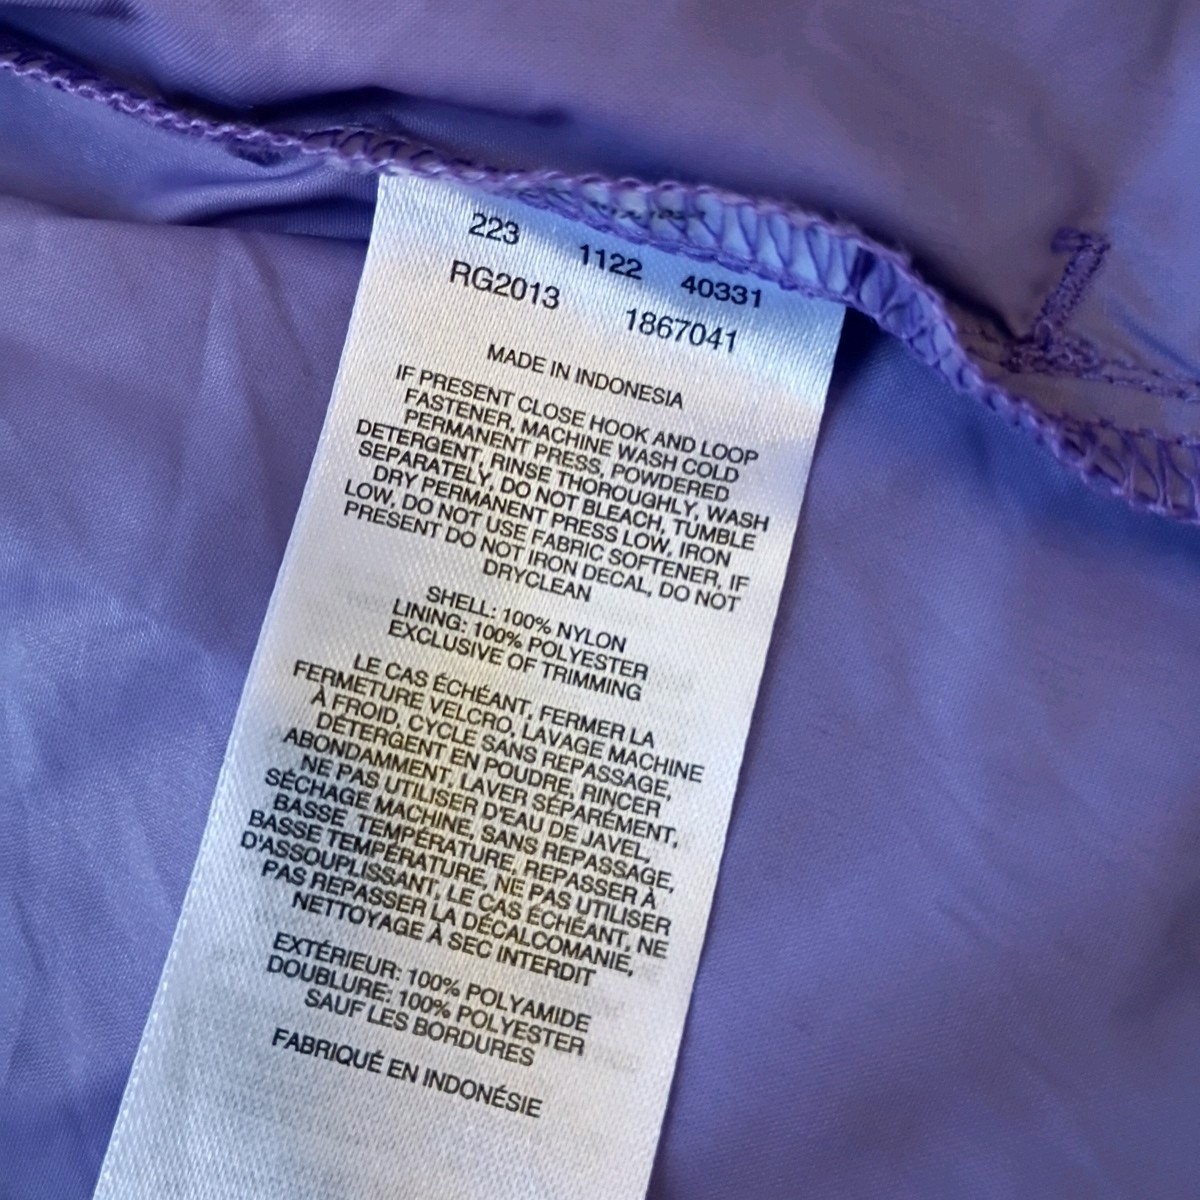 223 1122 40331
RG2013 1867041
MADE IN INDONESIA
IF PRESENT CLOSE HOOK AND LOOP
FASTENER, MACHINE WASH COLD
PERMANENT PRESS, POWDERED
DETERGENT, RINSE THOROUGHLY, WASH
SEPARATELY, DO NOT BLEACH, TUMBLE
DRY PERMANENT PRESS LOW, IRON
LOW, DO NOT USE FABRIC SOFTENER, IF
PRESENT DO NOT IRON DECAL, DO NOT
DRYCLEAN
SHELL: 100% NYLON
LINING: 100% POLYESTER
EXCLUSIVE OF TRIMMING
LE CAS ÉCHÉANT, FERMER LA
FERMETURE VELCRO, LAVAGE MACHINE
À FROID, CYCLE SANS REPASSAGE,
DÉTERGENT EN POUDRE, RINCER
ABONDAMMENT, LAVER SÉPARÉMENT,
NE PAS UTILISER D'EAU DE JAVEL,
SÉCHAGE MACHINE, SANS REPASSAGE,
BASSE TEMPÉRATURE, REPASSER À
BASSE TEMPÉRATURE, NE PAS UTILISER
D'ASSOUPLISSANT, LE CAS ÉCHÉANT, NE
PAS REPASSER LA DÉCALCOMANIE,
NETTOYAGE À SEC INTERDIT
EXTÉRIEUR: 100% POLYAMIDE
DOUBLURE: 100% POLYESTER
SAUF LES BORDURES
FABRIQUÉ EN INDONÉSIE